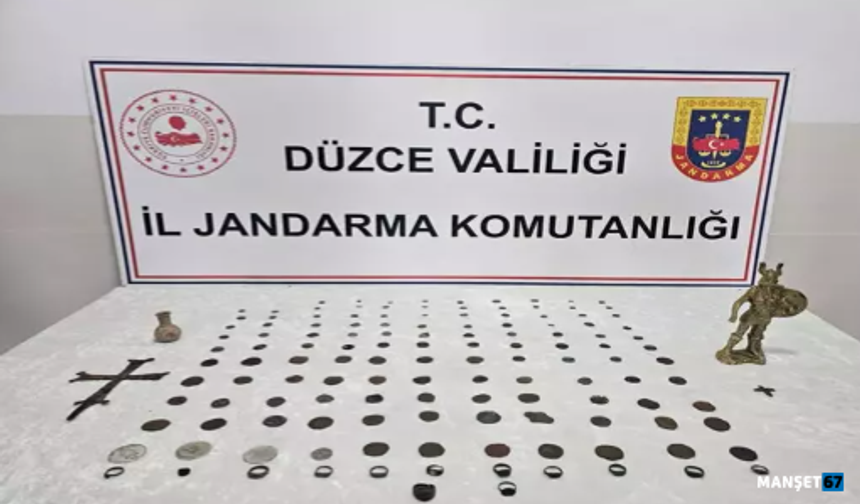 T.C.
DÜZCE VALİLİĞİ
İL JANDARMA KOMUTANLIĞI
JANDARMA
MANŞET 67